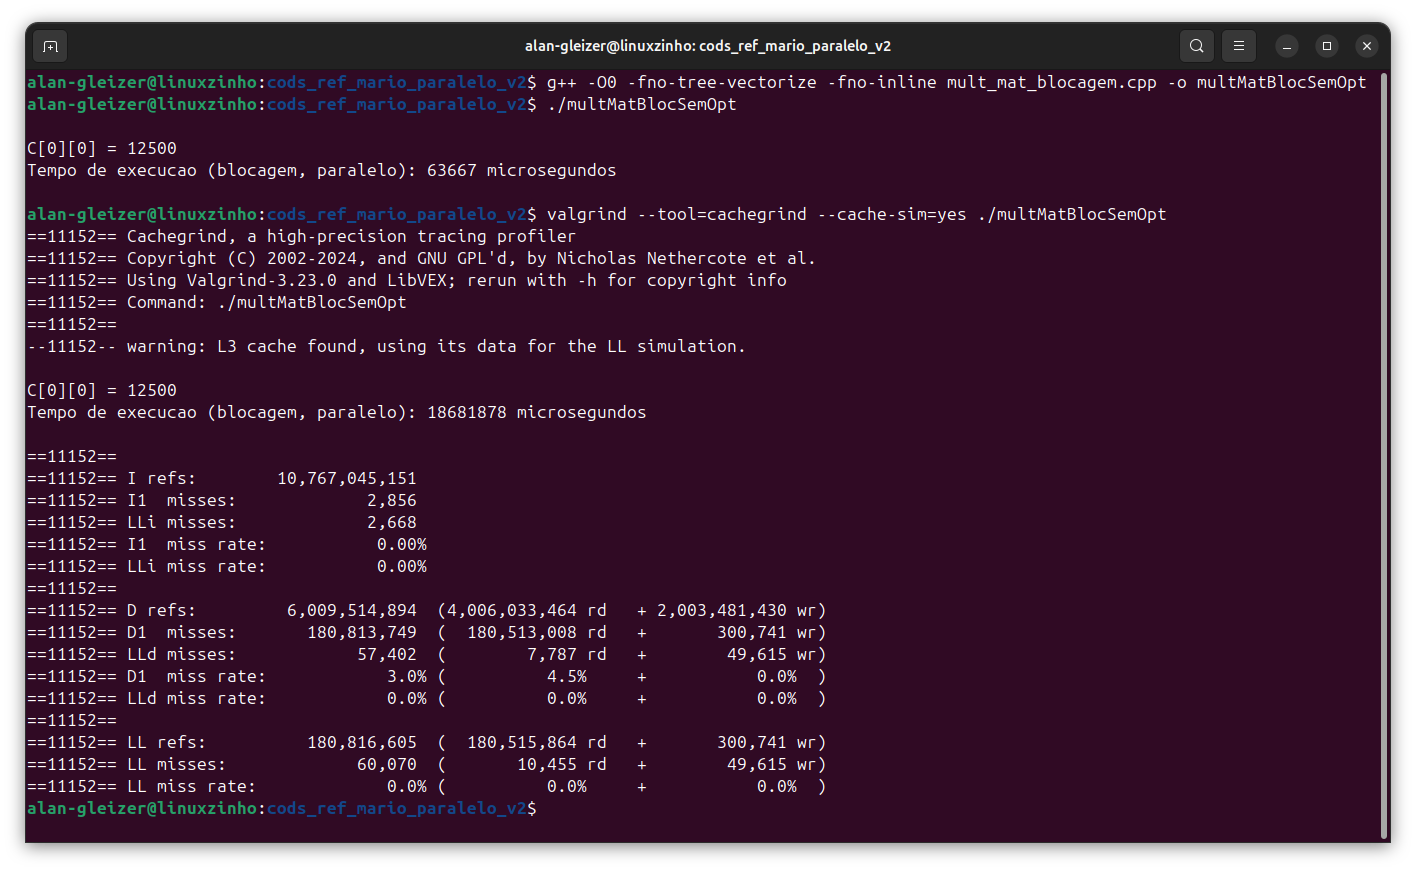 alan-gleizer@linuxzinho: cods_ref_mario_paralelo_v2
alan-gleizer@linuxzinho:cods_ref_mario_paralelo_v2$ g++ -O0 -fno-tree-vectorize -fno-inline mult_mat_blocagem.cpp -o multMatBlocSemOpt
alan-gleizer@linuxzinho:cods_ref_mario_paralelo_v2$ ./multMatBlocSemOpt
C[0][0] = 12500
Tempo de execucao (blocagem, paralelo): 63667 microsegundos
alan-gleizer@linuxzinho:cods_ref_mario_paralelo_v2$ valgrind --tool=cachegrind --cache-sim=yes ./multMatBlocSemOpt
==11152== Cachegrind, a high-precision tracing profiler
==11152== Copyright (C) 2002-2024, and GNU GPL'd, by Nicholas Nethercote et al.
==11152== Using Valgrind-3.23.0 and LibVEX; rerun with -h for copyright info
==11152== Command: ./multMatBlocSemOpt
==11152==
--11152-- warning: L3 cache found, using its data for the LL simulation.
C[0][0] = 12500
Tempo de execucao (blocagem, paralelo): 18681878 microsegundos
==11152==
==11152== I refs:        10,767,045,151
==11152== I1  misses:             2,856
==11152== LLi misses:             2,668
==11152== I1  miss rate:           0.00%
==11152== LLi miss rate:           0.00%
==11152==
==11152== D refs:         6,009,514,894  (4,006,033,464 rd   + 2,003,481,430 wr)
==11152== D1  misses:       180,813,749  (  180,513,008 rd   +       300,741 wr)
==11152== LLd misses:            57,402  (        7,787 rd   +        49,615 wr)
==11152== D1  miss rate:            3.0% (          4.5%     +           0.0%  )
==11152== LLd miss rate:            0.0% (          0.0%     +           0.0%  )
==11152==
==11152== LL refs:          180,816,605  (  180,515,864 rd   +       300,741 wr)
==11152== LL misses:             60,070  (       10,455 rd   +        49,615 wr)
==11152== LL miss rate:             0.0% (          0.0%     +           0.0%  )
alan-gleizer@linuxzinho:cods_ref_mario_paralelo_v2$